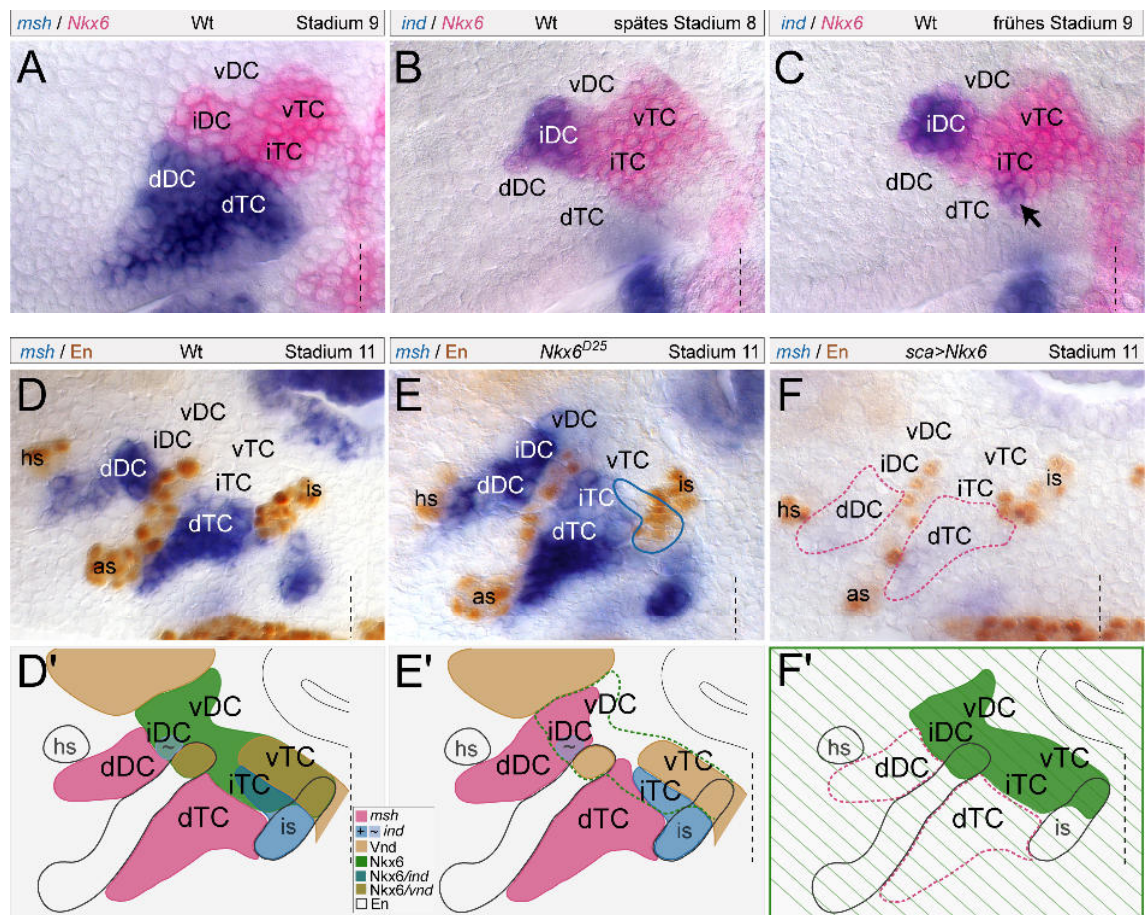 msh / Nkx6 Wt Stadium 9
ind / Nkx6 Wt spätes Stadium 8
ind / Nkx6 Wt frühes Stadium 9
A
vDC
iDC
vTC
iTC
dDC
dTC
B
vDC
iDC
vTC
iTC
dDC
dTC
C
vDC
iDC
vTC
iTC
dDC
dTC
msh / En Wt Stadium 11
msh / En Nkx6D25 Stadium 11
msh / En sca>Nkx6 Stadium 11
D
vDC
iDC
vTC
hs
dDC
iTC
is
dTC
as
E
vDC
iDC
vTC
hs
dDC
iTC
is
dTC
as
F
vDC
iDC
vTC
is
hs
iTC
dDC
dTC
as
D'
vDC
iDC
~
hs
vTC
dDC
iTC
dTC
is
msh
+ ~ ind
Vnd
Nkx6
Nkx6/ind
Nkx6/vnd
En
E'
vDC
iDC
~
hs
vTC
dDC
iTC
dTC
is
F'
vDC
iDC
hs
vTC
dDC
iTC
dTC
is